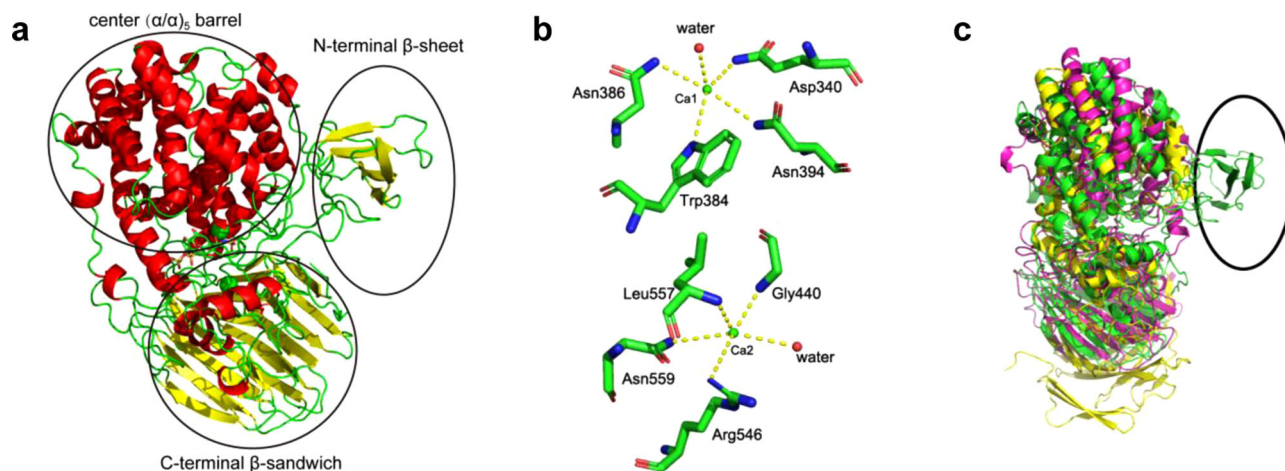 a
center (α/α)₅ barrel
N-terminal β-sheet
C-terminal β-sandwich
b
water
Asn386
Asp340
Ca1
Asn394
Trp384
Leu557
Gly440
Ca2
water
Asn559
Arg546
c